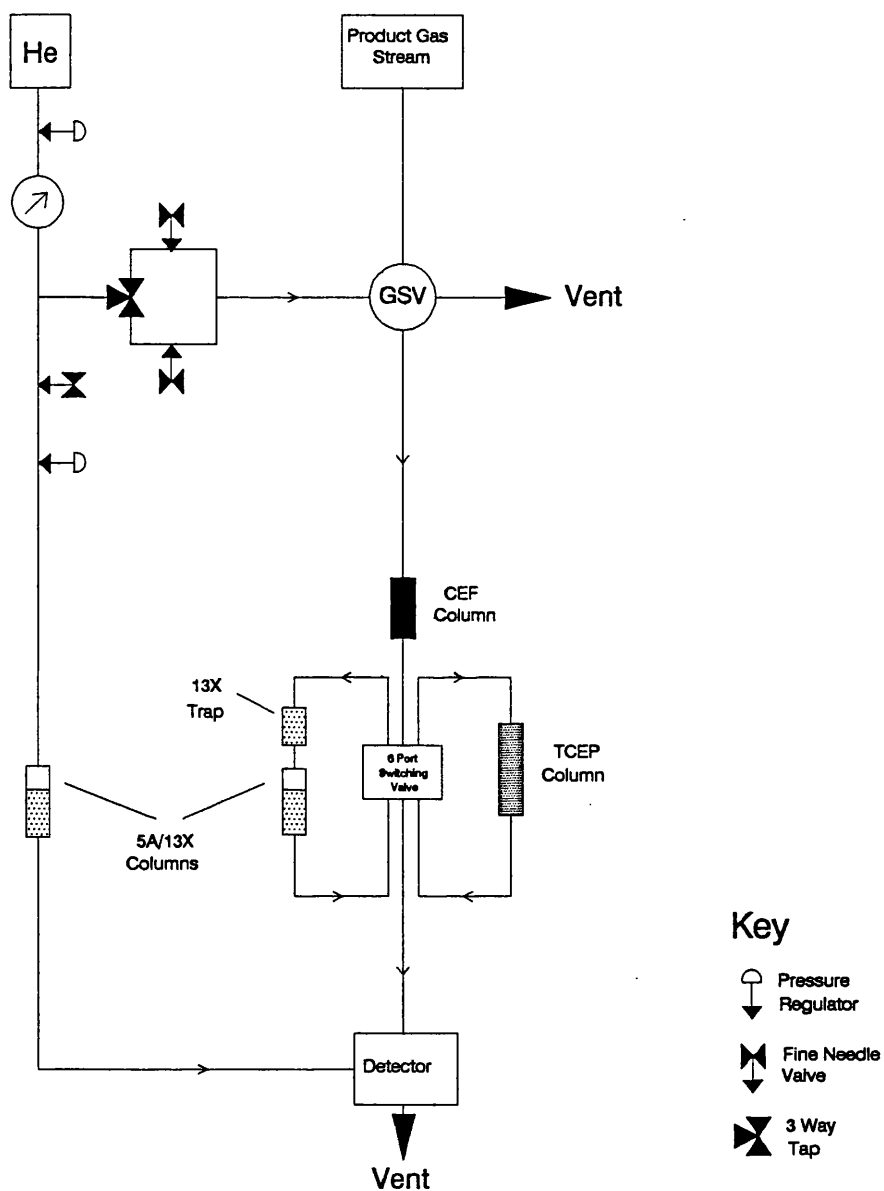 He
Product Gas
Stream
GSV
Vent
CEF
Column
13X
Trap
6 Port
Switching
Valve
TCEP
Column
5A/13X
Columns
Detector
Vent
Key
Pressure
Regulator
Fine Needle
Valve
3 Way
Tap